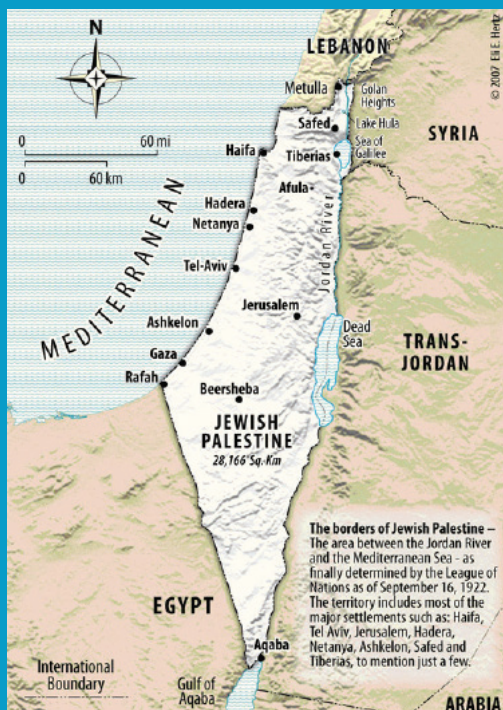 N
LEBANON
© 2007 Eli E. Hertz
Metulla
Golan
Heights
0 60 mi
0 60 km
Safed
Lake Hula
SYRIA
Haifa
Tiberias
Sea of
Galilee
Afula
MEDITERRANEAN
Hadera
Netanya
Jordan River
Tel-Aviv
Jerusalem
Ashkelon
Dead
Sea
TRANS-
JORDAN
Gaza
Rafah
Beersheba
JEWISH
PALESTINE
28,166 Sq. Km
The borders of Jewish Palestine –
The area between the Jordan River
and the Mediterranean Sea - as
finally determined by the League of
Nations as of September 16, 1922.
The territory includes most of the
major settlements such as: Haifa,
Tel Aviv, Jerusalem, Hadera,
Netanya, Ashkelon, Safed and
Tiberias, to mention just a few.
EGYPT
Aqaba
International
Boundary
Gulf of
Aqaba
ARABIA